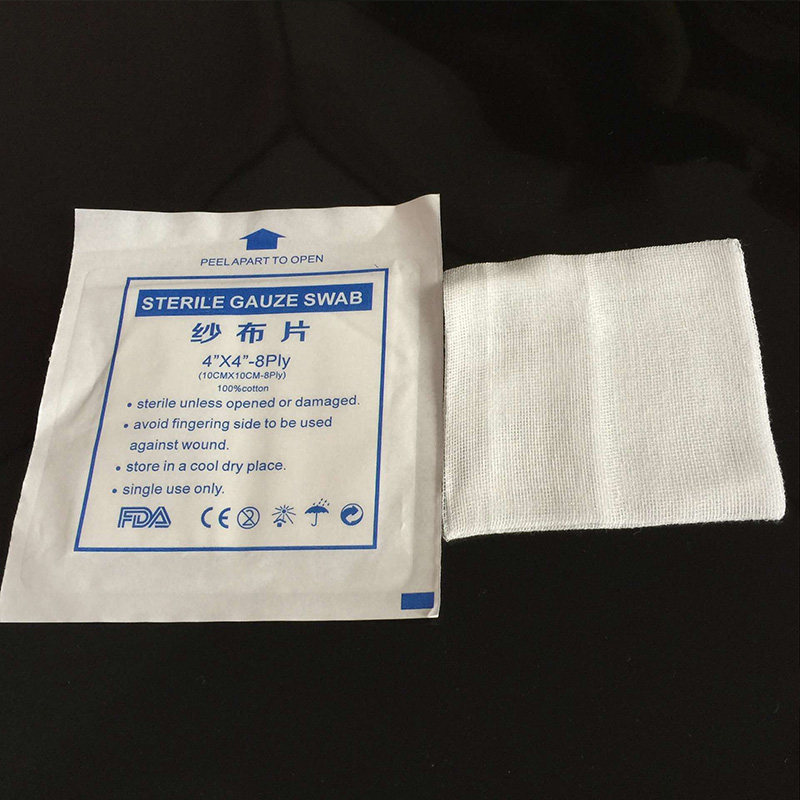 PEEL APART TO OPEN
STERILE GAUZE SWAB
纱布片
4”X4”-8Ply
(10CMX10CM-8Ply)
100%cotton
• sterile unless opened or damaged.
• avoid fingering side to be used
against wound.
• store in a cool dry place.
• single use only.
FDA CE 2